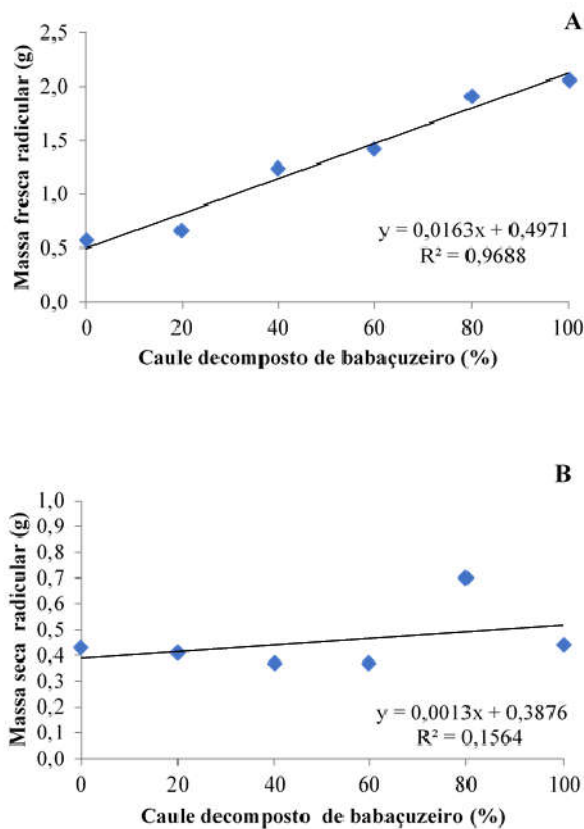 A
Massa fresca radicular (g)
2,5
2,0
1,5
1,0
0,5
0,0
y = 0,0163x + 0,4971
R² = 0,9688
0 20 40 60 80 100
Caule decomposto de babaçuzeiro (%)
B
Massa seca radicular (g)
1,0
0,9
0,8
0,7
0,6
0,5
0,4
0,3
0,2
0,1
0,0
y = 0,0013x + 0,3876
R² = 0,1564
0 20 40 60 80 100
Caule decomposto de babaçuzeiro (%)